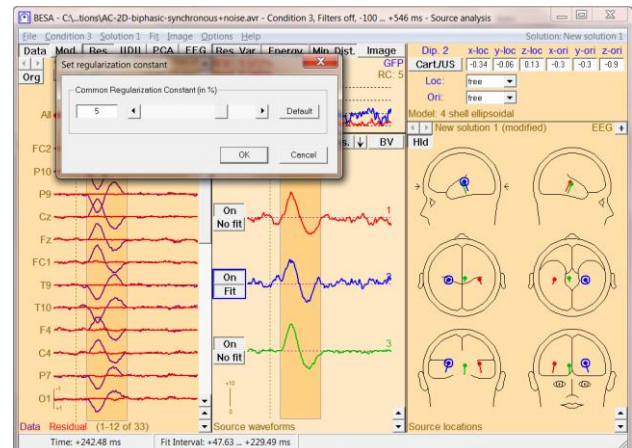 BESA - C:\...tions\AC-2D-biphasic-synchronous+noise.avr - Condition 3, Filters off, -100 ... +546 ms - Source analysis
File Condition 3 Solution 1 Fit Image Options Help Solution: New solution 1
Data Mod Res UDII PCA EEG Res Var Energy Min Dist. Image
Dip. 2 x-loc y-loc z-loc x-ori y-ori z-ori
Org
Set regularization constant
GFP
RC: 5
Cart./US -0.34 -0.06 0.13 -0.3 -0.3 -0.9
Loc: free
Ori: free
Common Regularization Constant (in %)
5 Default
OK Cancel
Model: 4 shell ellipsoidal
New solution 1 (modified) EEG +
All
BV
Hld
FC2
P10
P9
Cz
Fz
FC1
T9
T10
F4
C4
P7
O1
On
No fit
1
On
Fit
On
No fit
3
+10
0
+1
-1
Data Residual (1-12 of 33)
Source waveforms
Source locations
Time: +242.48 ms Fit Interval: +47.63 ... +229.49 ms